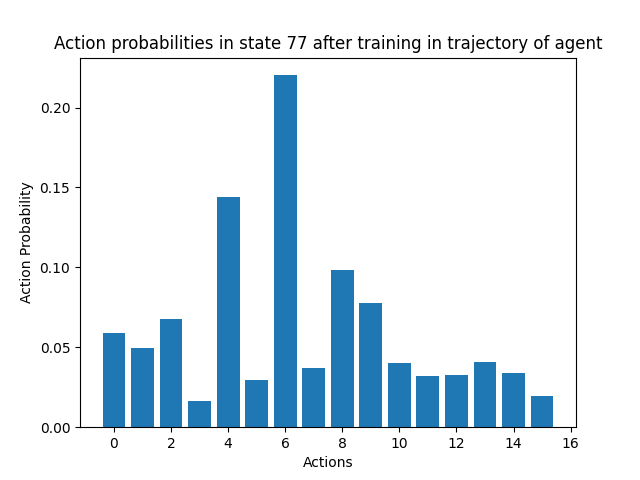 Action probabilities in state 77 after training in trajectory of agent
Action Probability
0.20
0.15
0.10
0.05
0.00
0 2 4 6 8 10 12 14 16
Actions